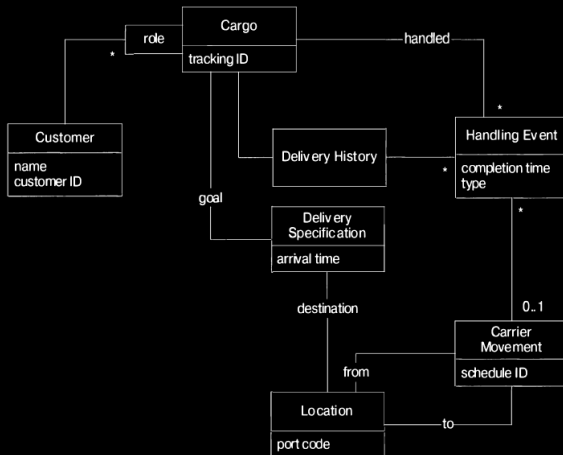 Cargo
role
handled
*
tracking ID
*
Customer
Handling Event
name
customer ID
Delivery History
completion time
type
*
goal
Delivery
Specification
*
arrival time
destination
0..1
Carrier
Movement
from
schedule ID
Location
to
port code